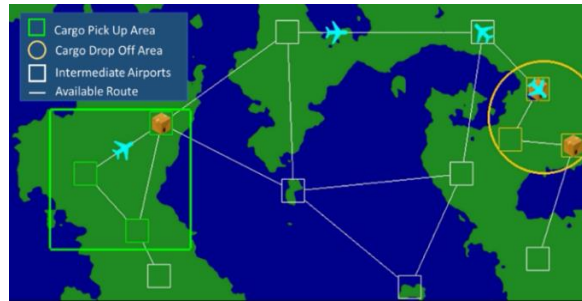 Cargo Pick Up Area
Cargo Drop Off Area
Intermediate Airports
Available Route